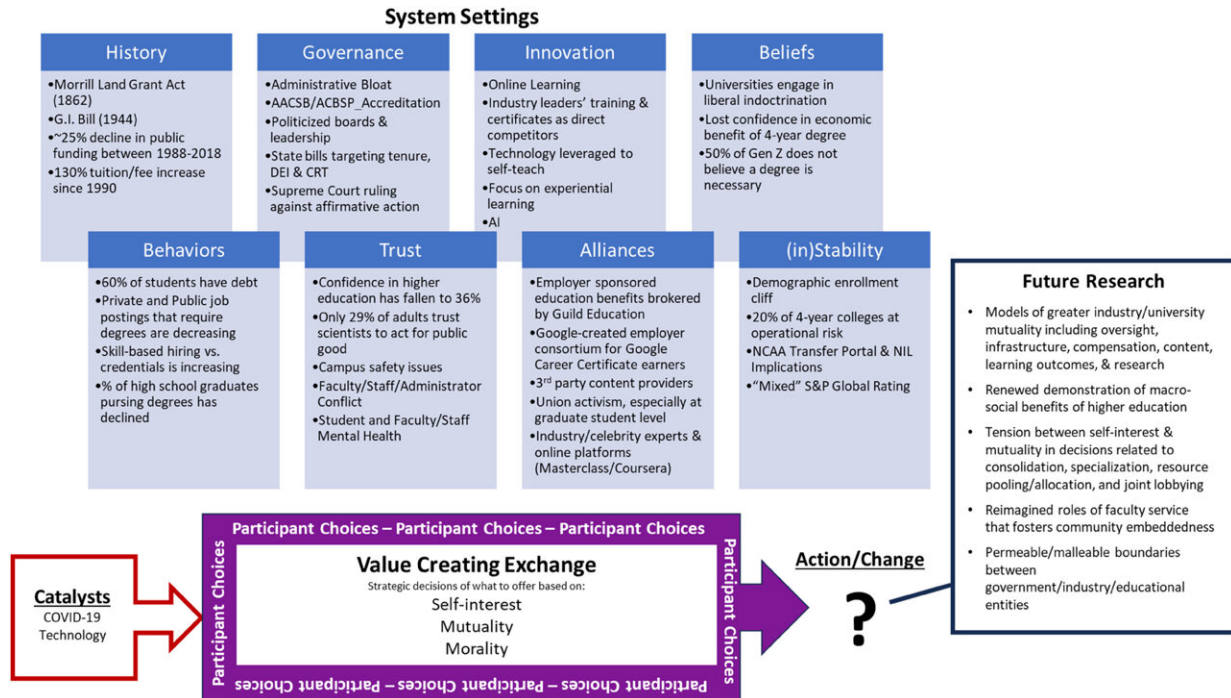 System Settings
History
•Morrill Land Grant Act
(1862)
•G.I. Bill (1944)
•~25% decline in public
funding between 1988-2018
•130% tuition/fee increase
since 1990
Governance
•Administrative Bloat
•AACSB/ACBSP_Accreditation
•Politicized boards &
leadership
•State bills targeting tenure,
DEI & CRT
•Supreme Court ruling
against affirmative action
Innovation
•Online Learning
•Industry leaders' training &
certificates as direct
competitors
•Technology leveraged to
self-teach
•Focus on experiential
learning
•AI
Beliefs
•Universities engage in
liberal indoctrination
•Lost confidence in economic
benefit of 4-year degree
•50% of Gen Z does not
believe a degree is
necessary
Behaviors
•60% of students have debt
•Private and Public job
postings that require
degrees are decreasing
•Skill-based hiring vs.
credentials is increasing
•% of high school graduates
pursing degrees has
declined
Trust
•Confidence in higher
education has fallen to 36%
•Only 29% of adults trust
scientists to act for public
good
•Campus safety issues
•Faculty/Staff/Administrator
Conflict
•Student and Faculty/Staff
Mental Health
Alliances
•Employer sponsored
education benefits brokered
by Guild Education
•Google-created employer
consortium for Google
Career Certificate earners
•3rd party content providers
•Union activism, especially at
graduate student level
•Industry/celebrity experts &
online platforms
(Masterclass/Coursera)
(in)Stability
•Demographic enrollment
cliff
•20% of 4-year colleges at
operational risk
•NCAA Transfer Portal & NIL
Implications
•"Mixed" S&P Global Rating
Future Research
• Models of greater industry/university
mutuality including oversight,
infrastructure, compensation, content,
learning outcomes, & research
• Renewed demonstration of macro-
social benefits of higher education
• Tension between self-interest &
mutuality in decisions related to
consolidation, specialization, resource
pooling/allocation, and joint lobbying
• Reimagined roles of faculty service
that fosters community embeddedness
• Permeable/malleable boundaries
between
government/industry/educational
entities
Catalysts
COVID-19
Technology
Participant Choices – Participant Choices – Participant Choices
Participant Choices
Value Creating Exchange
Strategic decisions of what to offer based on:
Self-interest
Mutuality
Morality
Participant Choices
Participant Choices – Participant Choices – Participant Choices
Action/Change
?